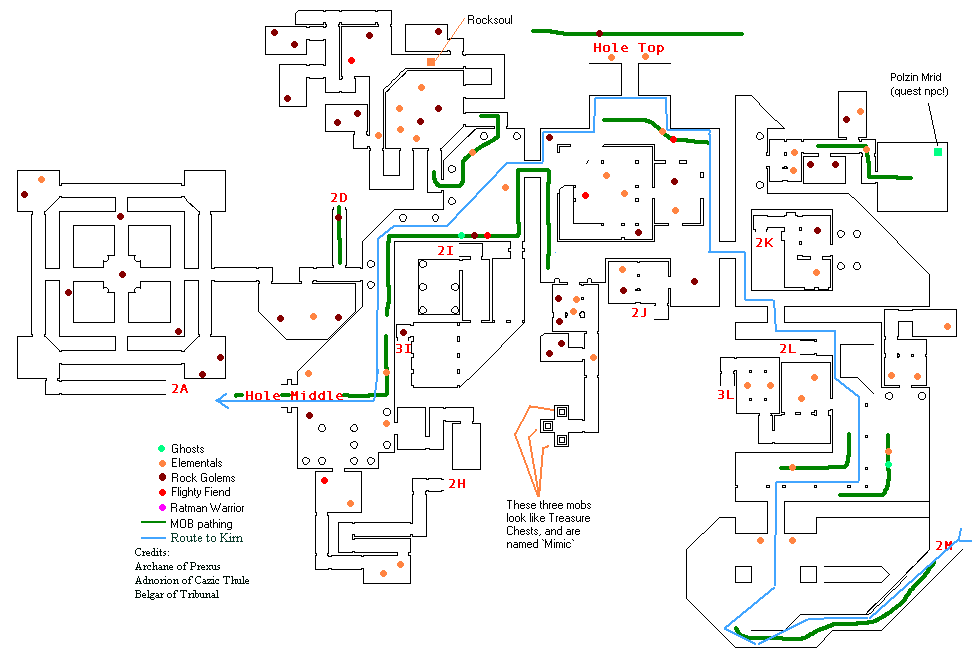 Rocksoul
Hole Top
Polzin Mrid
(quest npc!)
2D
2I
2K
2J
3I
2L
2A
Hole Middle
3L
2H
Ghosts
Elementals
Rock Golems
Flighty Fiend
Ratman Warrior
MOB pathing
Route to Kirn
Credits:
Archane of Prexus
Adnorion of Cazic Thule
Belgar of Tribunal
These three mobs
look like Treasure
Chests, and are
named `Mimic`
2M